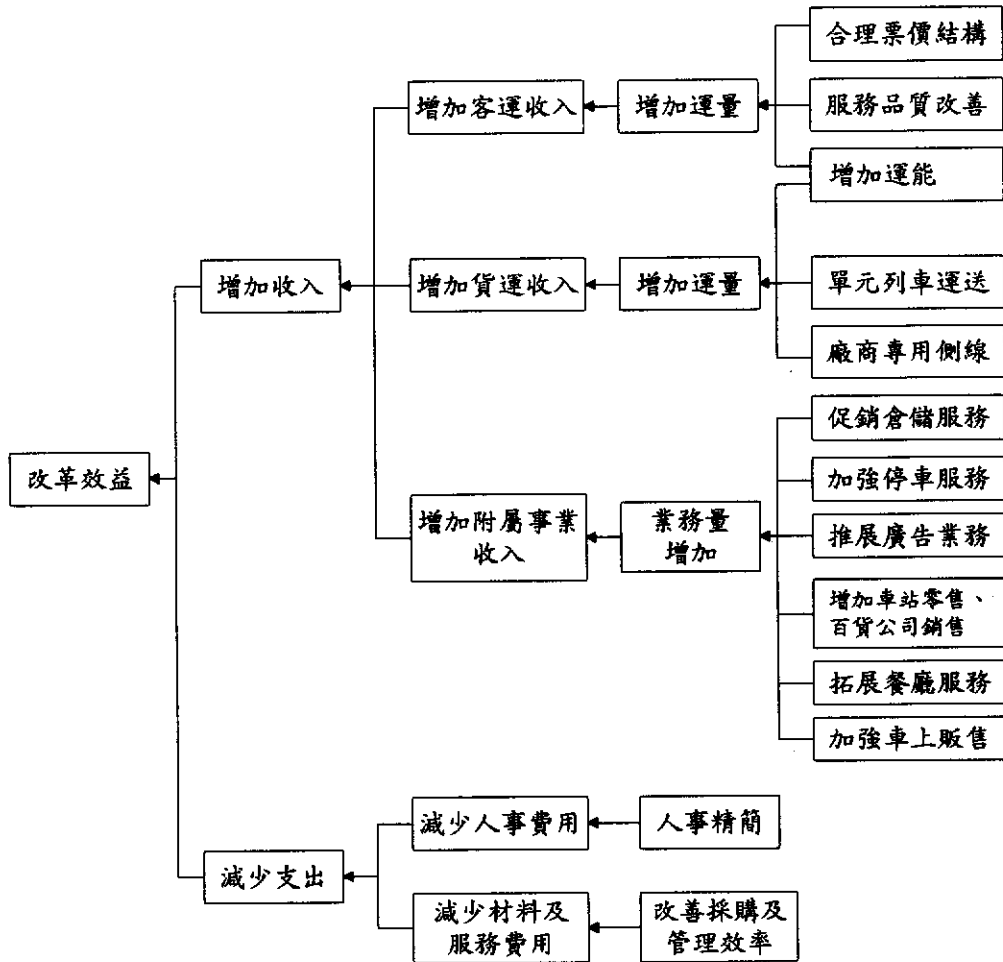 合理票價結構
增加客運收入
增加運量
服務品質改善
增加運能
增加收入
增加貨運收入
增加運量
單元列車運送
廠商專用側線
促銷倉儲服務
改革效益
加強停車服務
增加附屬事業
收入
業務量
增加
推展廣告業務
增加車站零售、
百貨公司銷售
拓展餐廳服務
加強車上販售
減少人事費用
人事精簡
減少支出
減少材料及
服務費用
改善採購及
管理效率